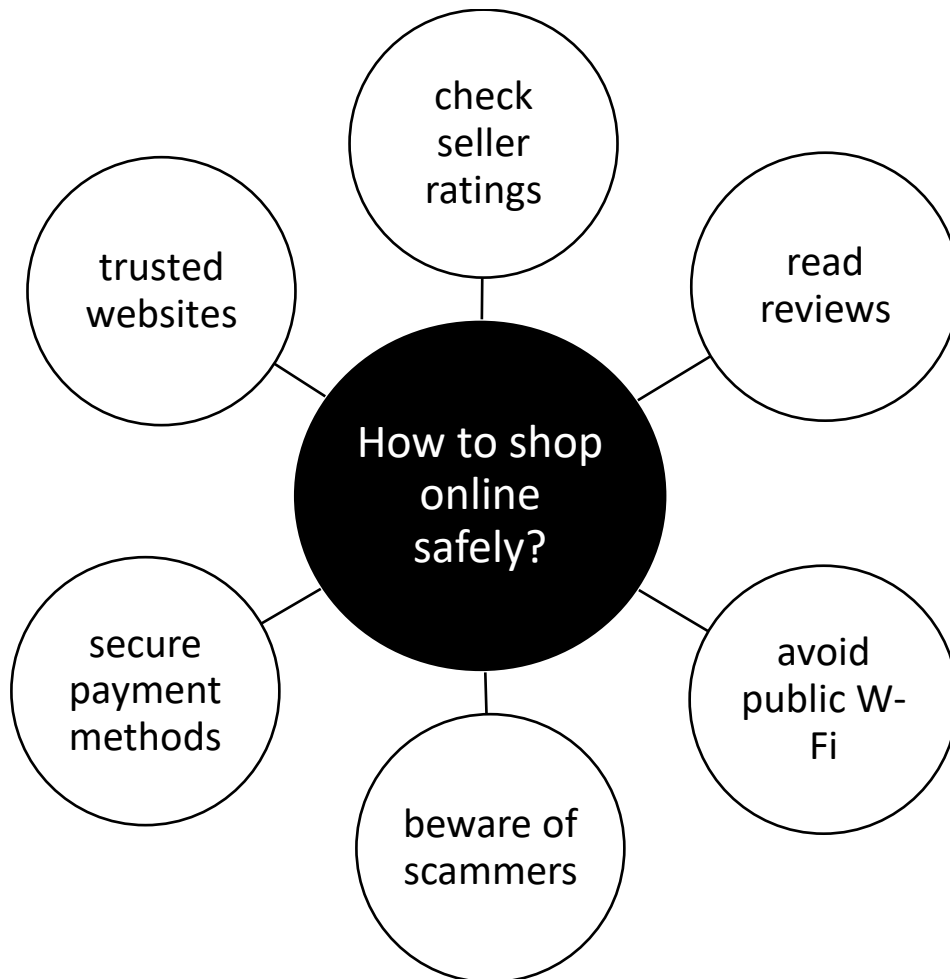 check
seller
ratings
trusted
websites
read
reviews
How to shop
online
safely?
secure
payment
methods
avoid
public W-
Fi
beware of
scammers